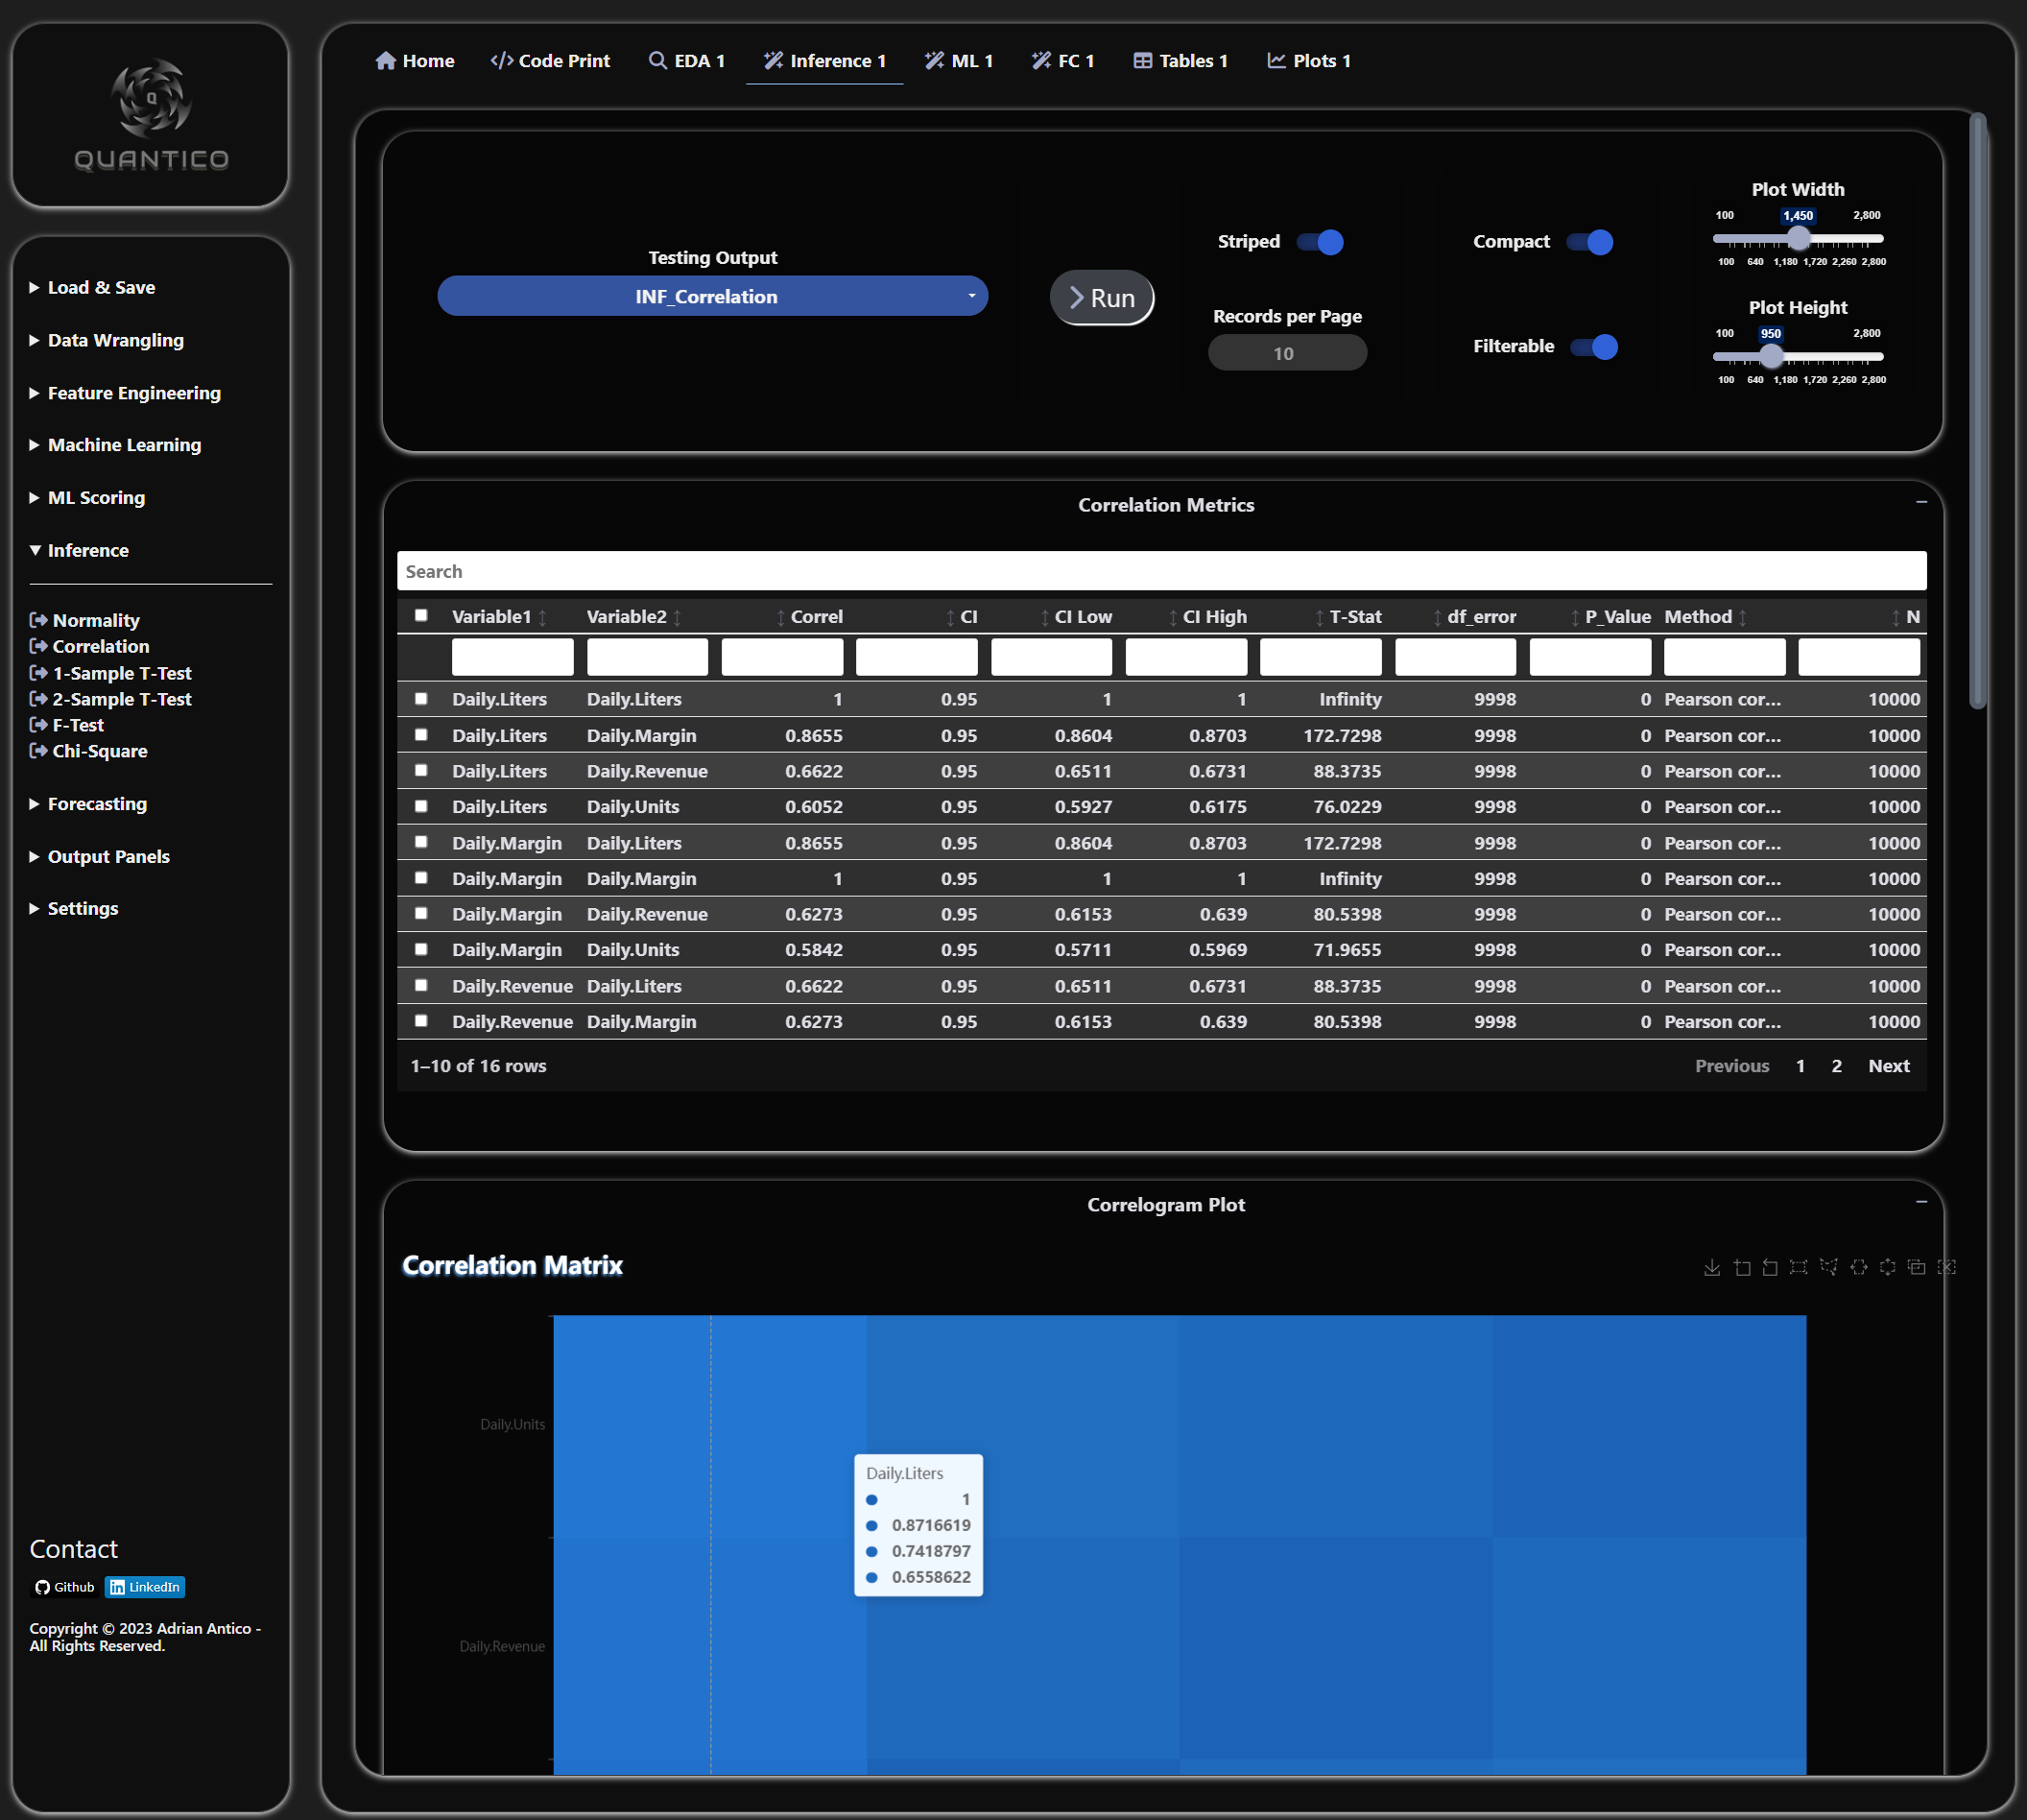 QUANTICO
Load & Save
Data Wrangling
Feature Engineering
Machine Learning
ML Scoring
Inference
Normality
Correlation
1-Sample T-Test
2-Sample T-Test
F-Test
Chi-Square
Forecasting
Output Panels
Settings
Contact
Github LinkedIn
Copyright © 2023 Adrian Antico -
All Rights Reserved.
Home Code Print EDA 1 Inference 1 ML 1 FC 1 Tables 1 Plots 1
Testing Output
INF_Correlation
Run
Striped
Records per Page
10
Compact
Filterable
Plot Width
100 1,450 2,800
100 640 1,180 1,720 2,260 2,800
Plot Height
100 950 2,800
100 640 1,180 1,720 2,260 2,800
Correlation Metrics
Search
Variable1 Variable2 Correl CI CI Low CI High T-Stat df_error P_Value Method N
Daily.Liters Daily.Liters 1 0.95 1 1 Infinity 9998 0 Pearson cor... 10000
Daily.Liters Daily.Margin 0.8655 0.95 0.8604 0.8703 172.7298 9998 0 Pearson cor... 10000
Daily.Liters Daily.Revenue 0.6622 0.95 0.6511 0.6731 88.3735 9998 0 Pearson cor... 10000
Daily.Liters Daily.Units 0.6052 0.95 0.5927 0.6175 76.0229 9998 0 Pearson cor... 10000
Daily.Margin Daily.Liters 0.8655 0.95 0.8604 0.8703 172.7298 9998 0 Pearson cor... 10000
Daily.Margin Daily.Margin 1 0.95 1 1 Infinity 9998 0 Pearson cor... 10000
Daily.Margin Daily.Revenue 0.6273 0.95 0.6153 0.639 80.5398 9998 0 Pearson cor... 10000
Daily.Margin Daily.Units 0.5842 0.95 0.5711 0.5969 71.9655 9998 0 Pearson cor... 10000
Daily.Revenue Daily.Liters 0.6622 0.95 0.6511 0.6731 88.3735 9998 0 Pearson cor... 10000
Daily.Revenue Daily.Margin 0.6273 0.95 0.6153 0.639 80.5398 9998 0 Pearson cor... 10000
1–10 of 16 rows
Previous 1 2 Next
Correlogram Plot
Correlation Matrix
Daily.Units
Daily.Liters
1
0.8716619
0.7418797
0.6558622
Daily.Revenue